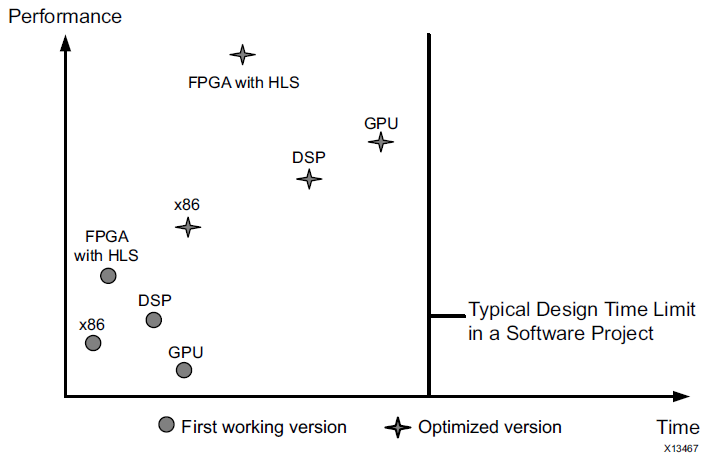 Performance
FPGA with HLS
GPU
DSP
x86
FPGA
with HLS
DSP
x86
GPU
Typical Design Time Limit
in a Software Project
First working version
Optimized version
Time
X13467